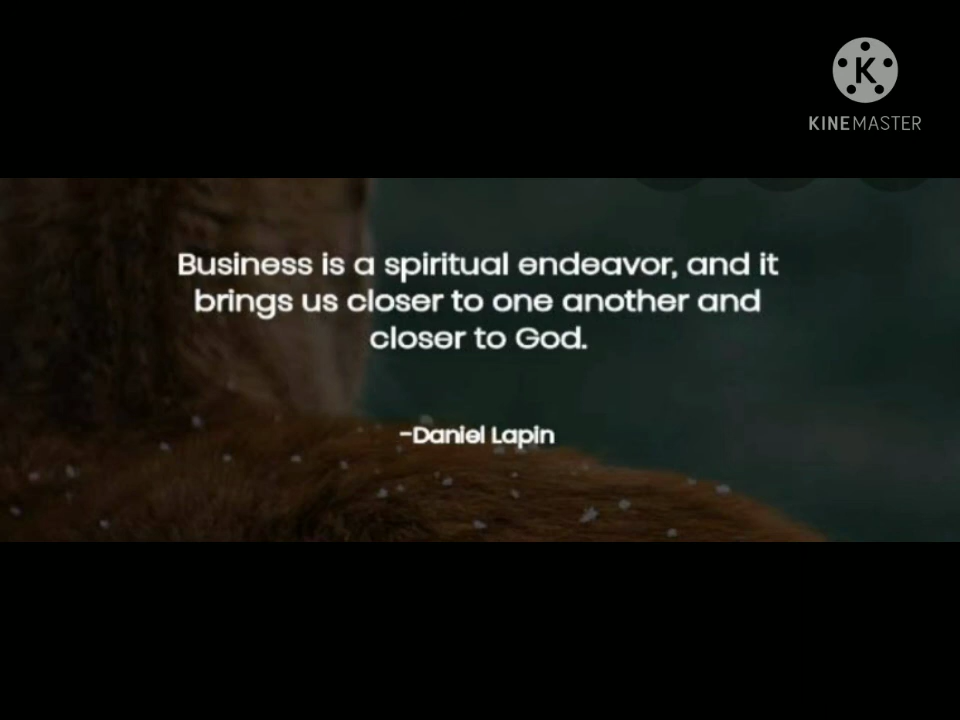 KINEMASTER
Business is a spiritual endeavor, and it
brings us closer to one another and
closer to God.
-Daniel Lapin